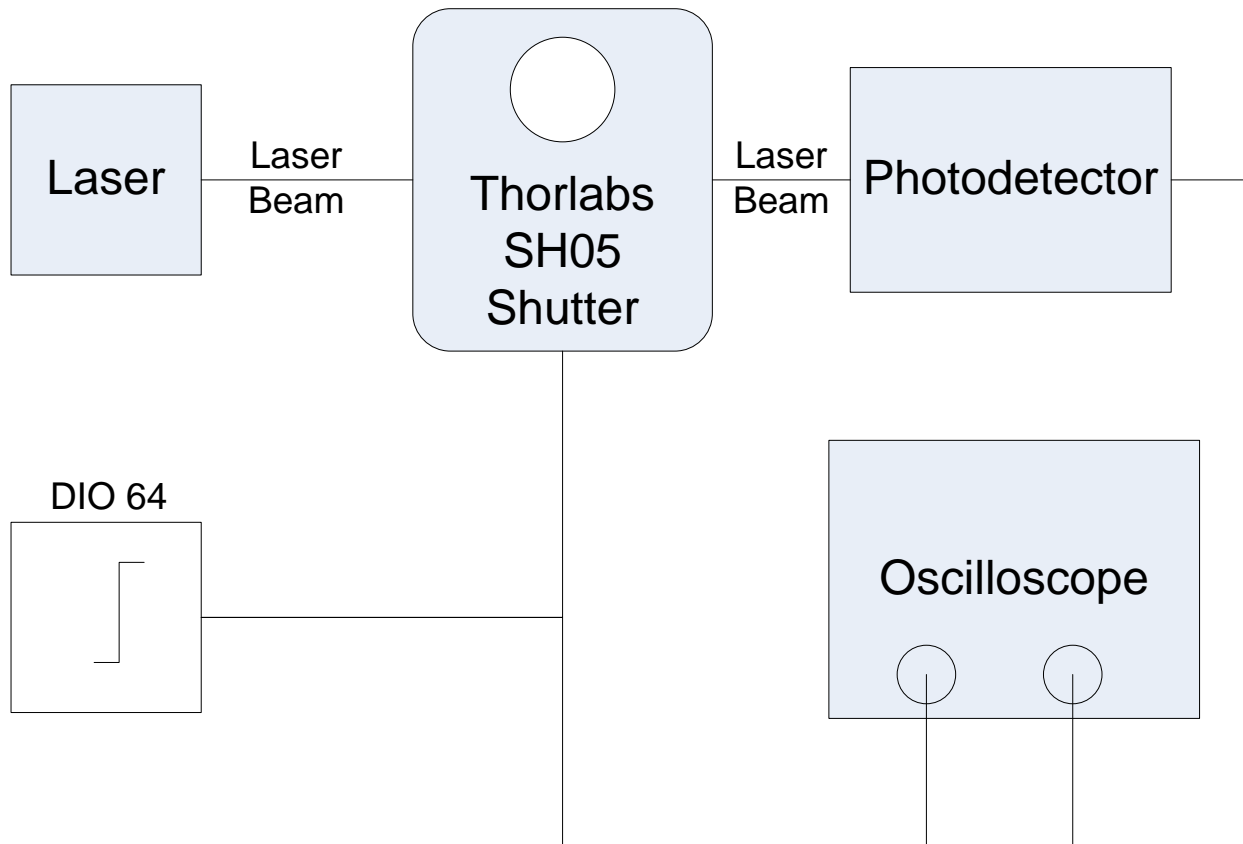 Laser
Laser
Beam
Thorlabs
SH05
Shutter
Laser
Beam
Photodetector
DIO 64
Oscilloscope